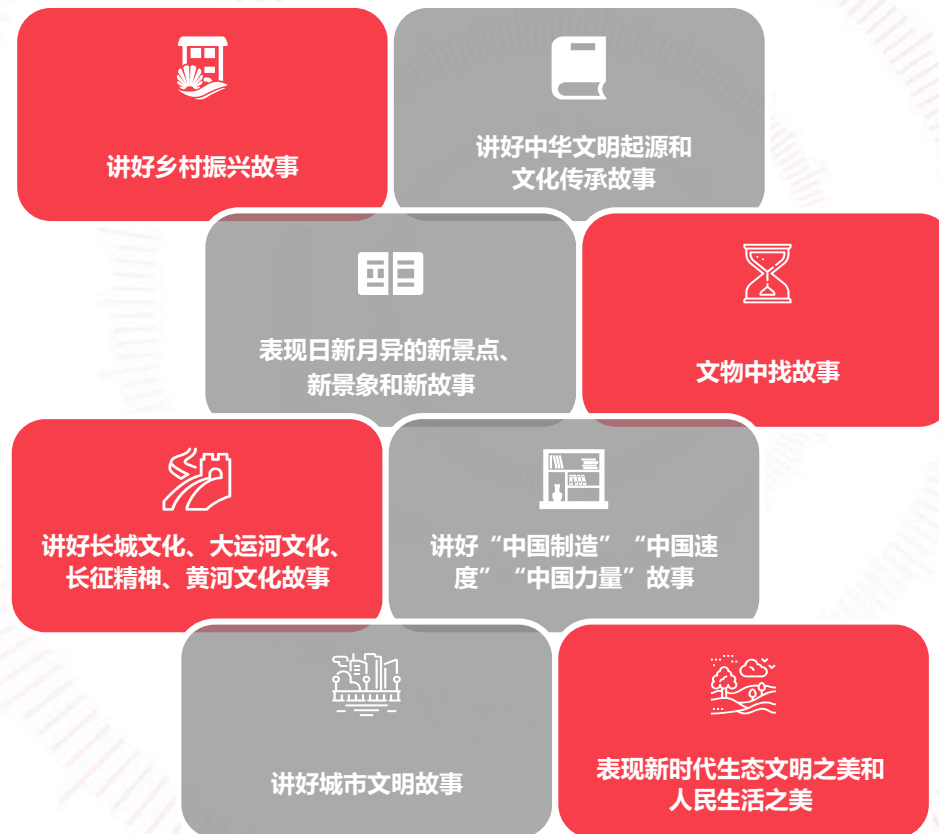 讲好乡村振兴故事
讲好中华文明起源和
文化传承故事
表现日新月异的新景点、
新景象和新故事
文物中找故事
讲好长城文化、大运河文化、
长征精神、黄河文化故事
讲好“中国制造”“中国速
度”“中国力量”故事
讲好城市文明故事
表现新时代生态文明之美和
人民生活之美